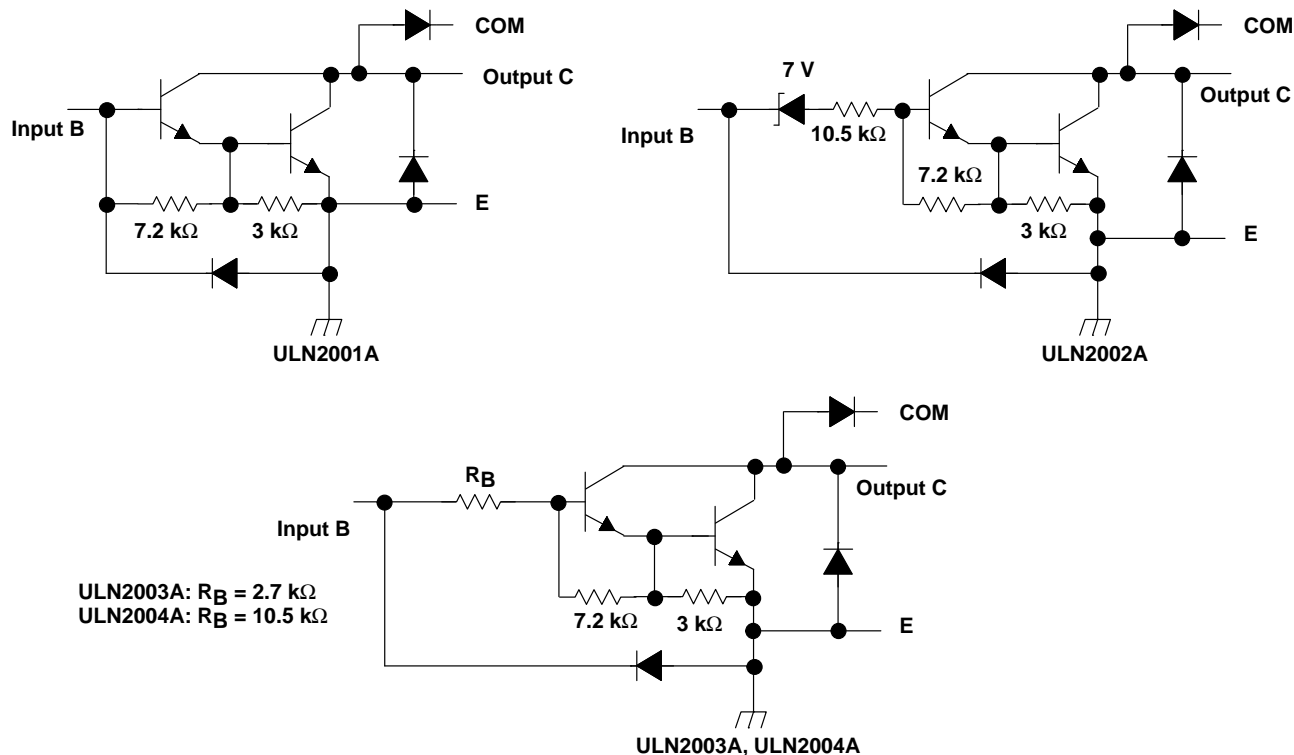 COM
Output C
Input B
7.2 kΩ
3 kΩ
E
ULN2001A
COM
7 V
Output C
Input B
10.5 kΩ
7.2 kΩ
3 kΩ
E
ULN2002A
COM
RB
Output C
Input B
ULN2003A: RB = 2.7 kΩ
ULN2004A: RB = 10.5 kΩ
7.2 kΩ
3 kΩ
E
ULN2003A, ULN2004A